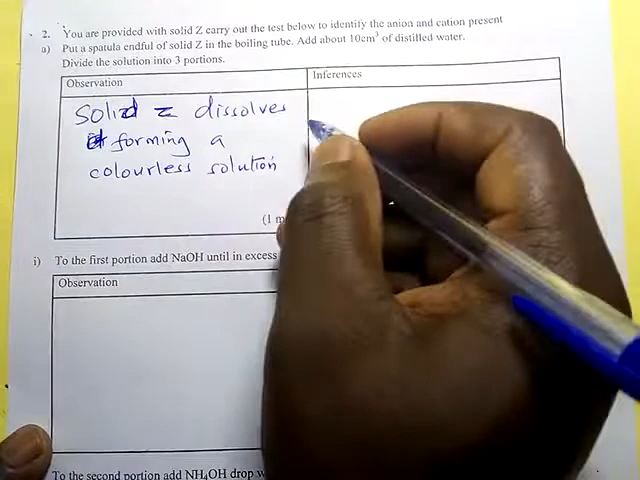 2. You are provided with solid Z carry out the test below to identify the anion and cation present
a) Put a spatula endful of solid Z in the boiling tube. Add about 10cm³ of distilled water.
Divide the solution into 3 portions.
Observation Inferences
Solid Z dissolves
forming a
colourless solution
(1 m
i) To the first portion add NaOH until in excess
Observation
To the second portion add NH₄OH drop w